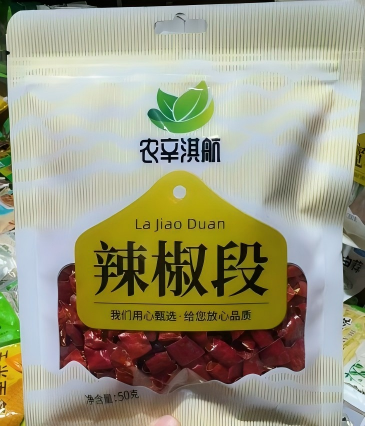 农辛淇航
La Jiao Duan
辣椒段
我们用心甄选·给您放心品质
净含量:50克